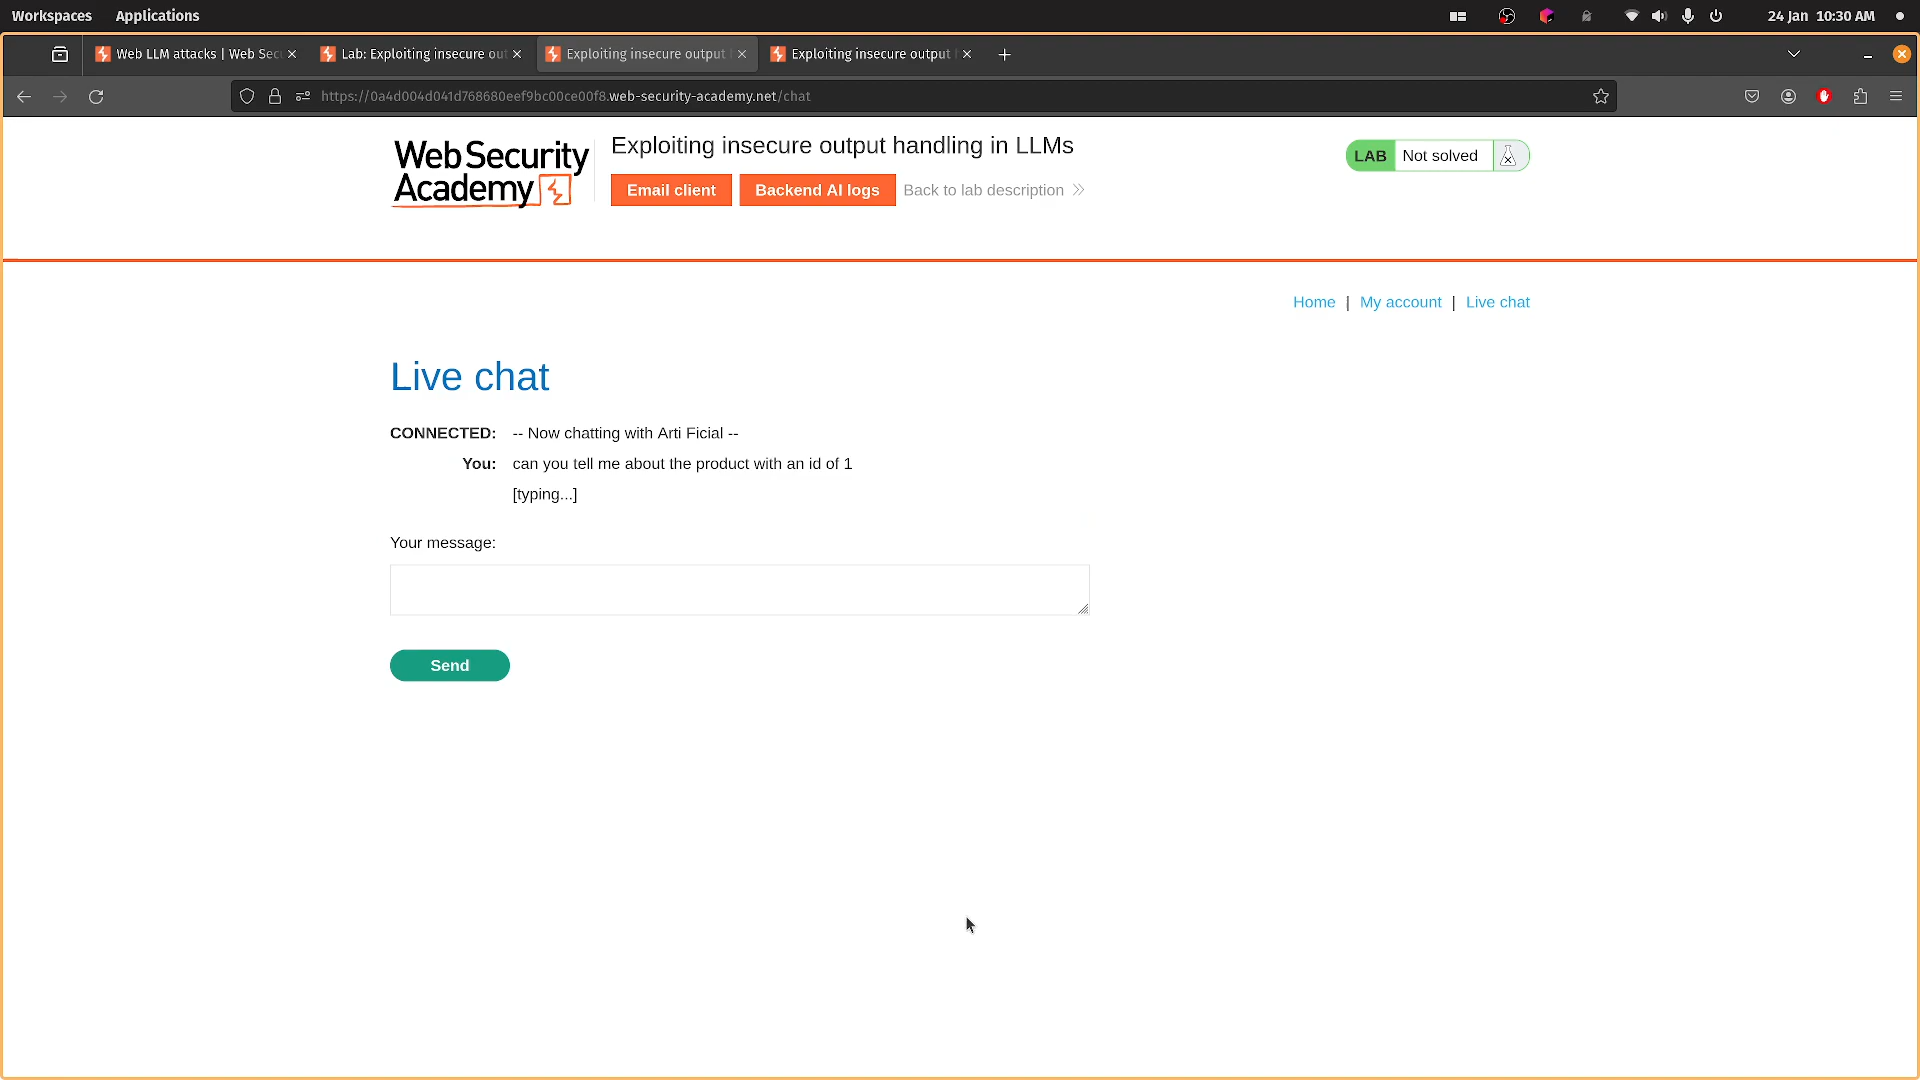 Workspaces Applications 24 Jan 10:30 AM
Web LLM attacks | Web Sec Lab: Exploiting insecure ou Exploiting insecure output Exploiting insecure output
https://0a4d004d041d768680eef9bc00ce00f8.web-security-academy.net/chat
Web Security
Academy
Exploiting insecure output handling in LLMs
Email client Backend AI logs Back to lab description
LAB Not solved
Home | My account | Live chat
Live chat
CONNECTED: -- Now chatting with Arti Ficial --
You: can you tell me about the product with an id of 1
[typing...]
Your message:
Send